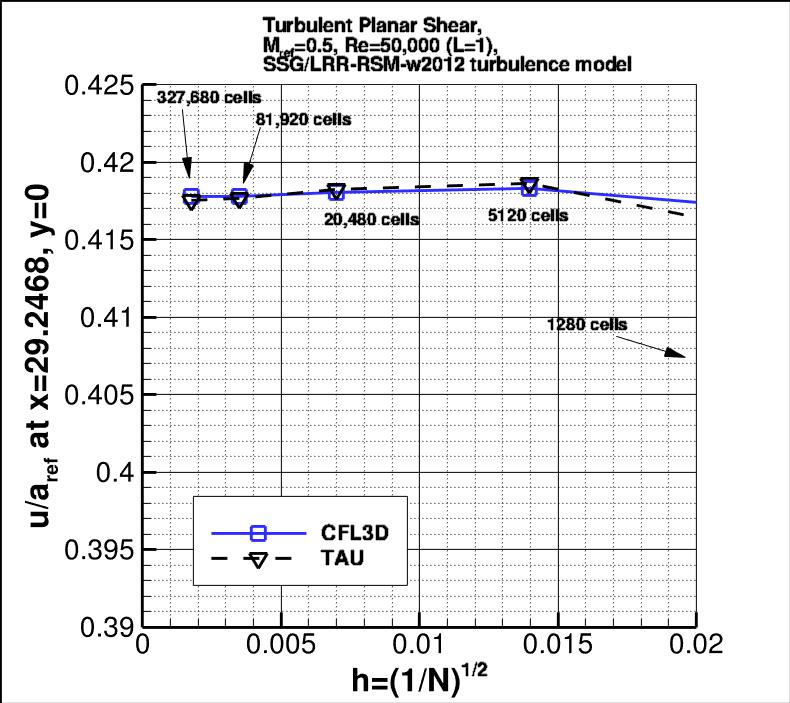 Turbulent Planar Shear,
M_ref=0.5, Re=50,000 (L=1),
SSG/LRR-RSM-w2012 turbulence model
0.425
0.42
0.415
0.41
0.405
0.4
0.395
0.39
u/a_ref at x=29.2468, y=0
327,680 cells
81,920 cells
20,480 cells
5120 cells
1280 cells
CFL3D
TAU
0 0.005 0.01 0.015 0.02
h=(1/N)^1/2